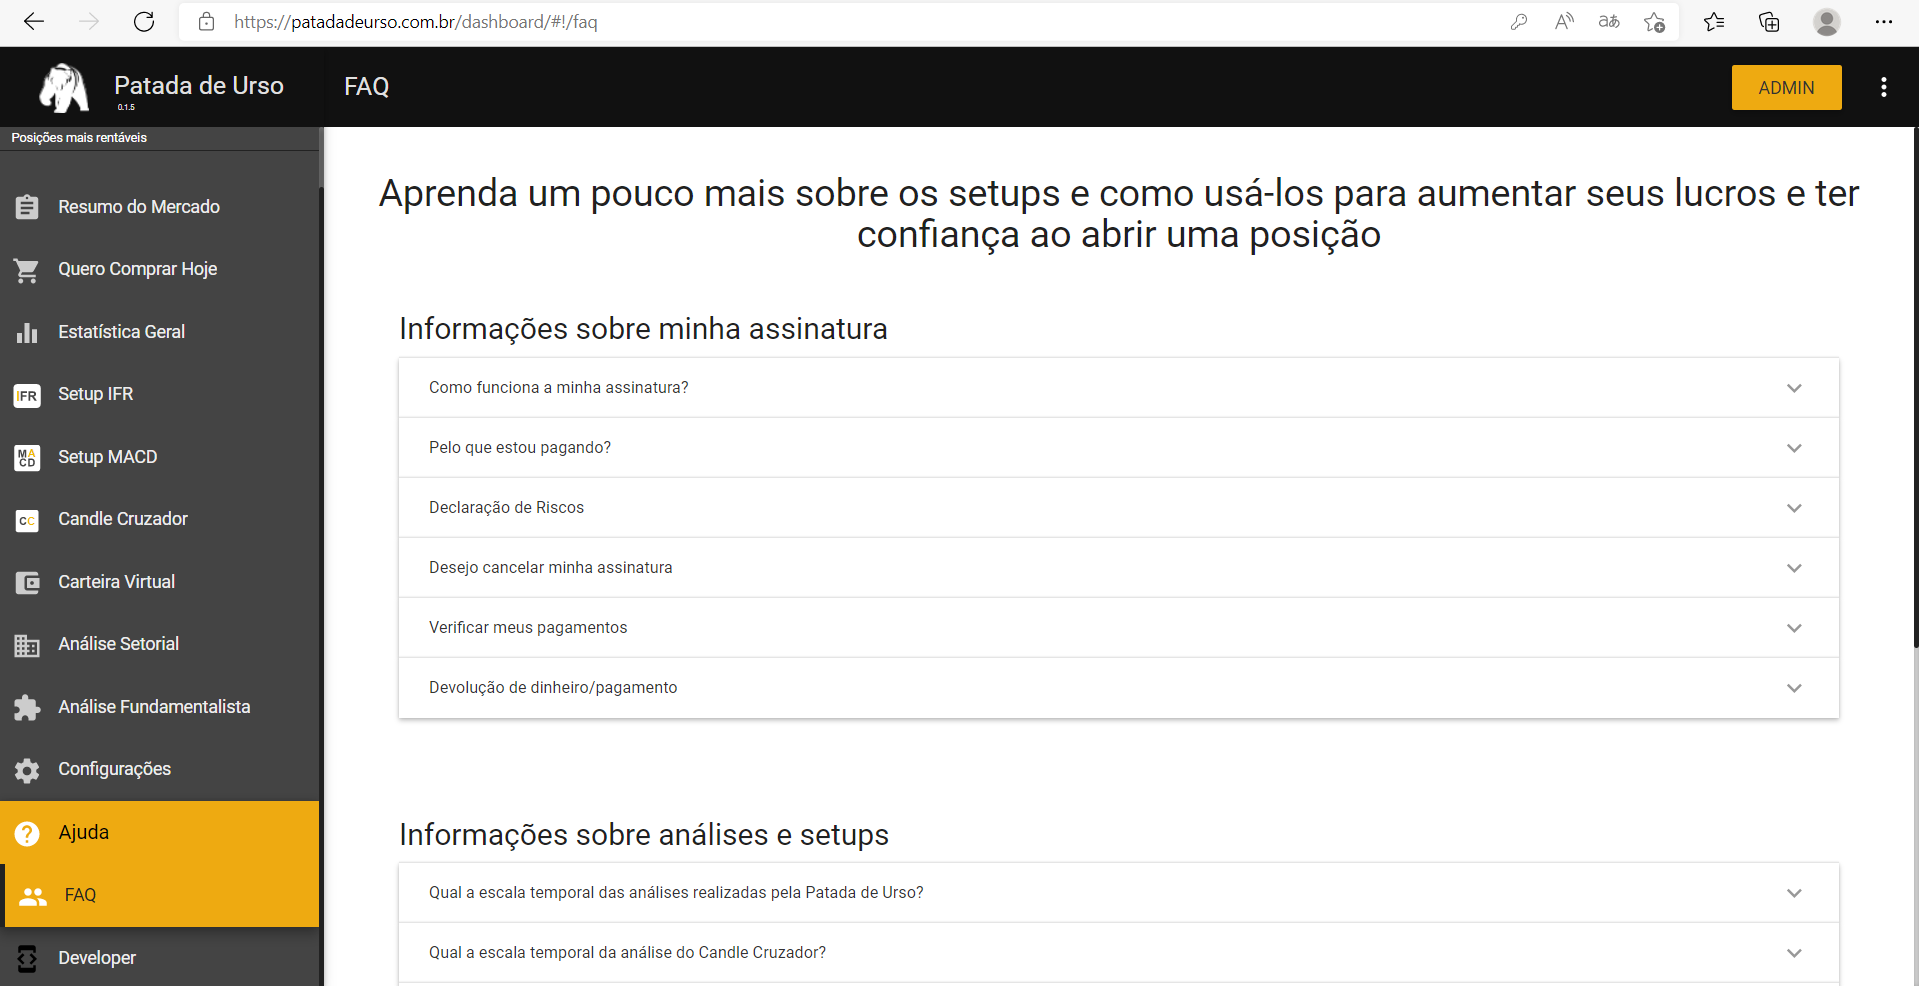 https://patadadeurso.com.br/dashboard/#!/faq
Patada de Urso
0.1.5
FAQ
ADMIN
Posições mais rentáveis
Resumo do Mercado
Quero Comprar Hoje
Estatística Geral
IFR
Setup IFR
MA
CD
Setup MACD
CC
Candle Cruzador
Carteira Virtual
Análise Setorial
Análise Fundamentalista
Configurações
Ajuda
FAQ
Developer
Aprenda um pouco mais sobre os setups e como usá-los para aumentar seus lucros e ter
confiança ao abrir uma posição
Informações sobre minha assinatura
Como funciona a minha assinatura?
Pelo que estou pagando?
Declaração de Riscos
Desejo cancelar minha assinatura
Verificar meus pagamentos
Devolução de dinheiro/pagamento
Informações sobre análises e setups
Qual a escala temporal das análises realizadas pela Patada de Urso?
Qual a escala temporal da análise do Candle Cruzador?